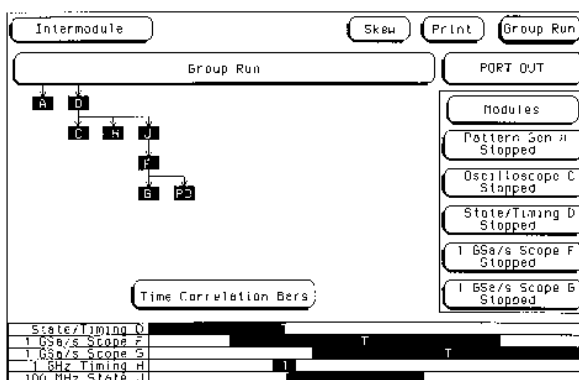 Intermodule
Skew
Print
Group Run
Group Run
PORT OUT
A D
Modules
C H J
Pattern Gen A
Stopped
F
Oscilloscope C
Stopped
G PO
State/Timing D
Stopped
1 GSa/s Scope F
Stopped
1 GSa/s Scope G
Stopped
Time Correlation Bars
State/Timing D
1 GSa/s Scope F T
1 GSa/s Scope G T
1 GHz Timing H
100 MHz State J